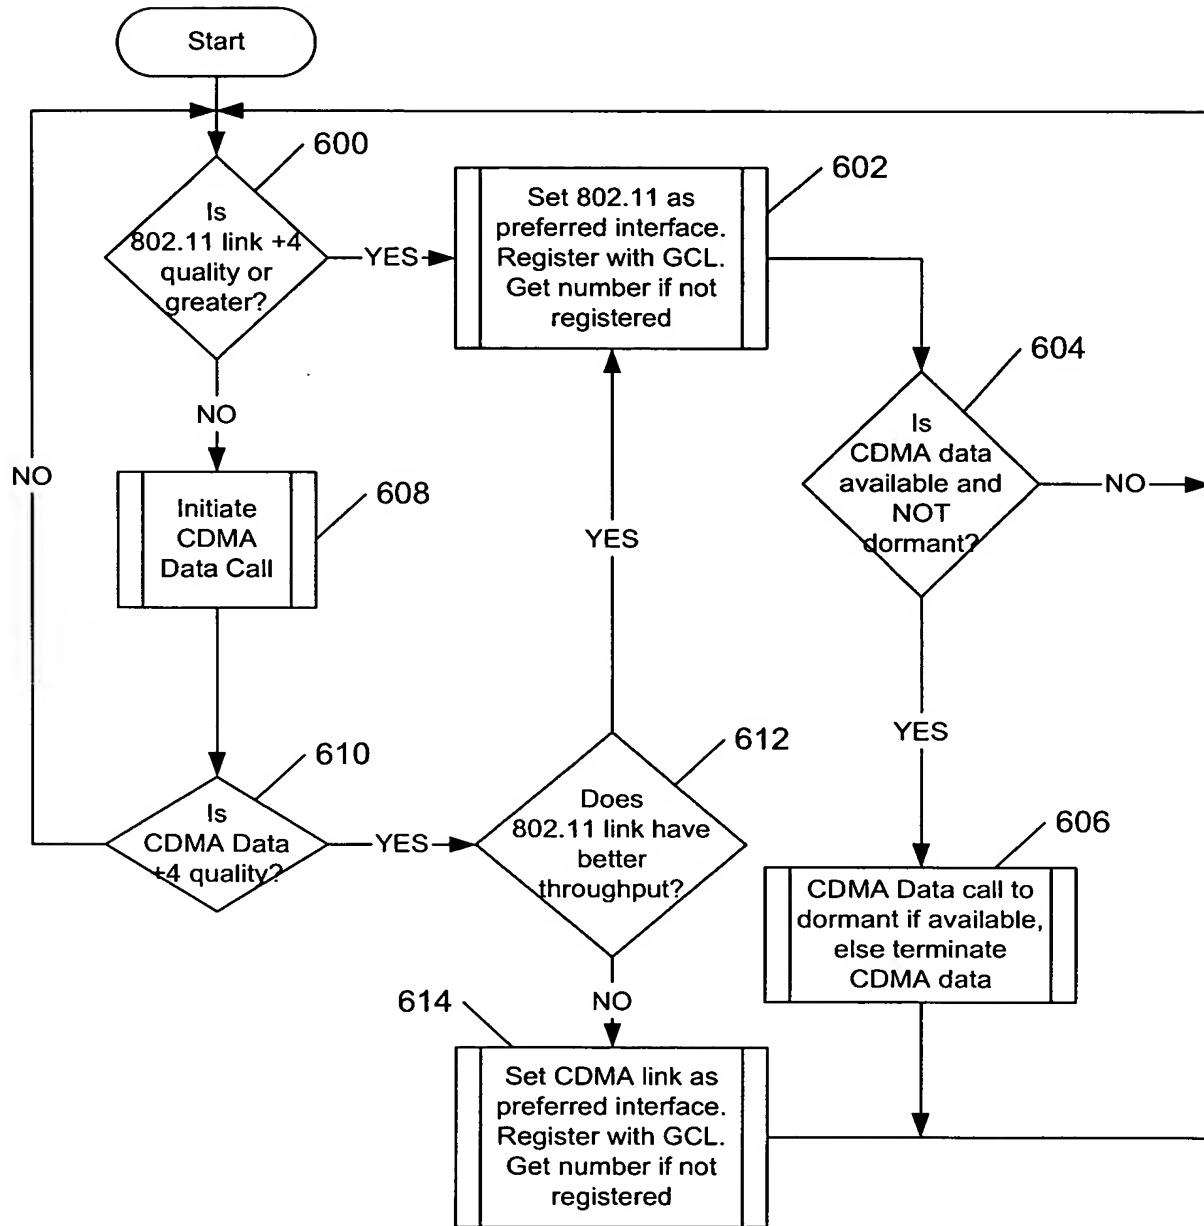 Start
600
Is
802.11 link +4
quality or
greater?
YES
602
Set 802.11 as
preferred interface.
Register with GCL.
Get number if not
registered
604
Is
CDMA data
available and
NOT
dormant?
NO
NO
NO
608
Initiate
CDMA
Data Call
YES
YES
610
Is
CDMA Data
+4 quality?
YES
612
Does
802.11 link have
better
throughput?
606
CDMA Data call to
dormant if available,
else terminate
CDMA data
NO
614
Set CDMA link as
preferred interface.
Register with GCL.
Get number if not
registered